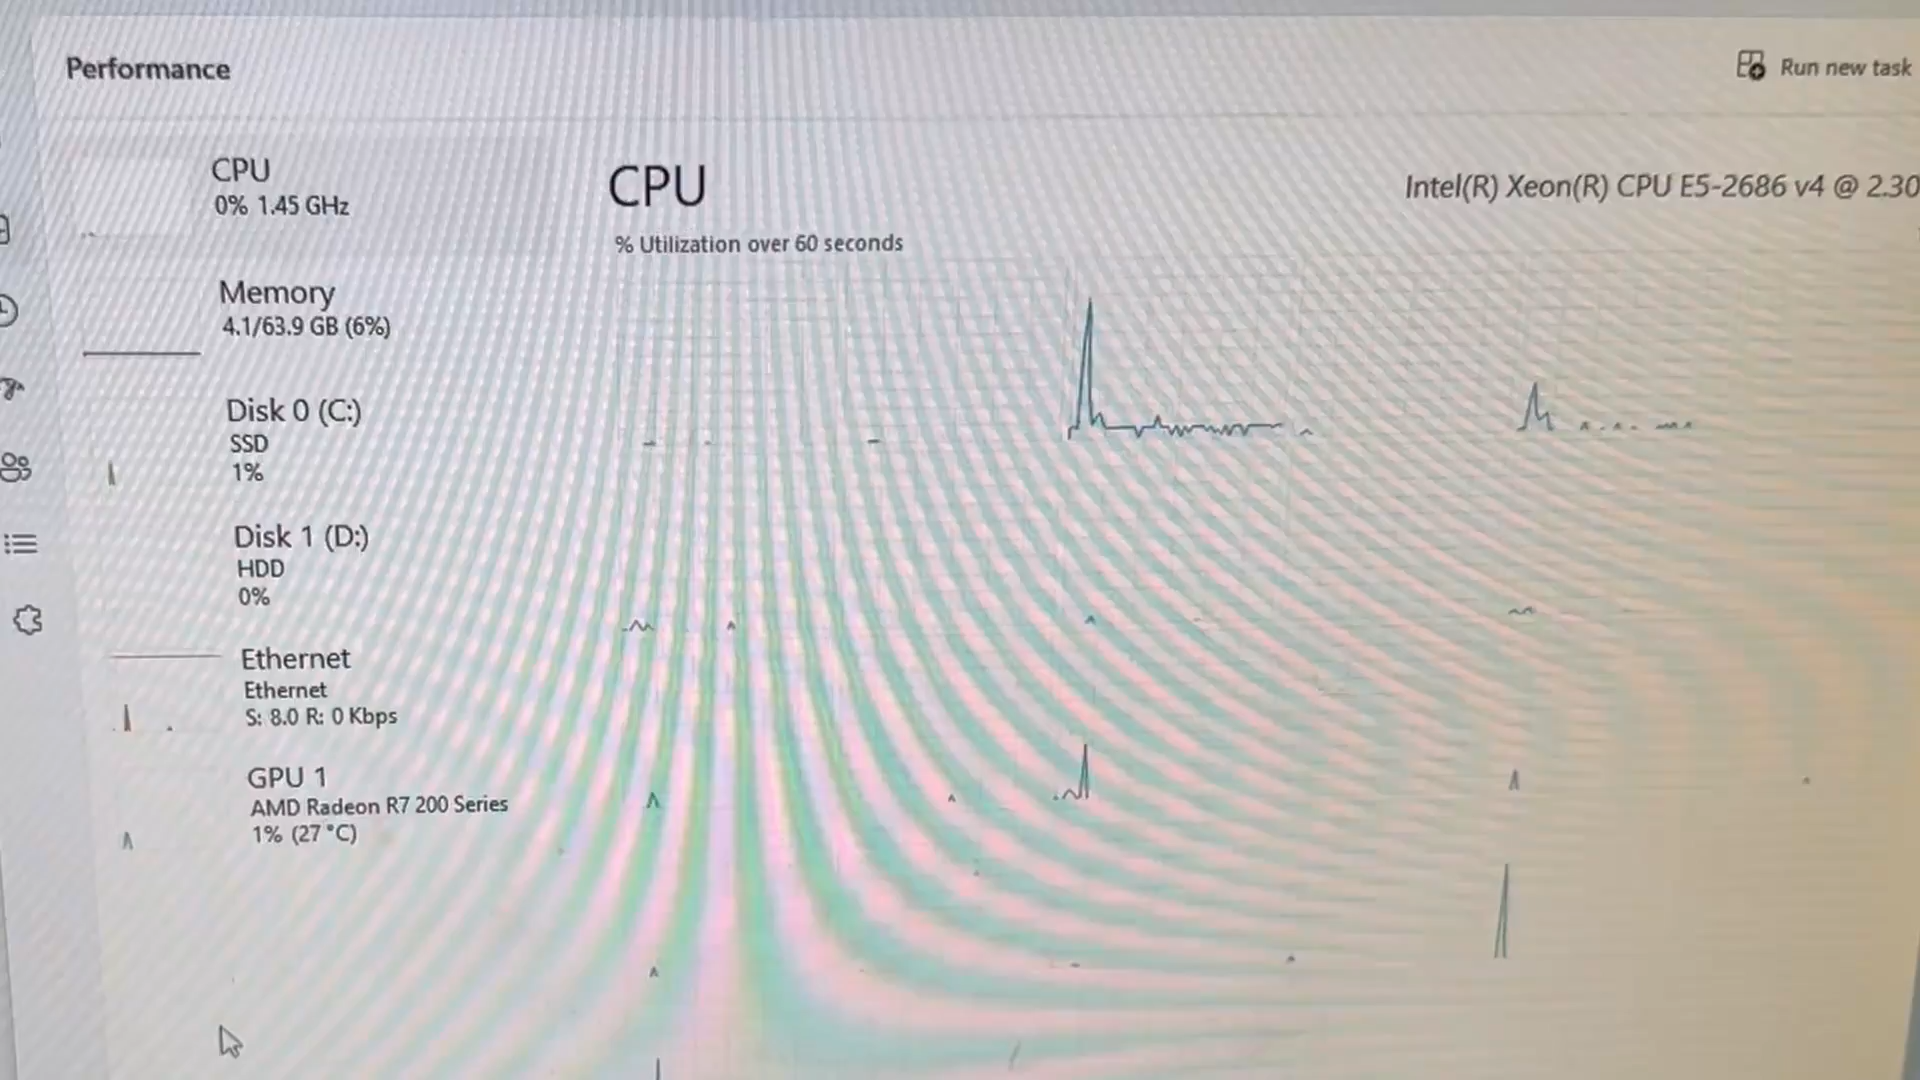 Performance
Run new task
CPU
0% 1.45 GHz
Memory
4.1/63.9 GB (6%)
Disk 0 (C:)
SSD
1%
Disk 1 (D:)
HDD
0%
Ethernet
Ethernet
S: 8.0 R: 0 Kbps
GPU 1
AMD Radeon R7 200 Series
1% (27 °C)
CPU
Intel(R) Xeon(R) CPU E5-2686 v4 @ 2.30
% Utilization over 60 seconds